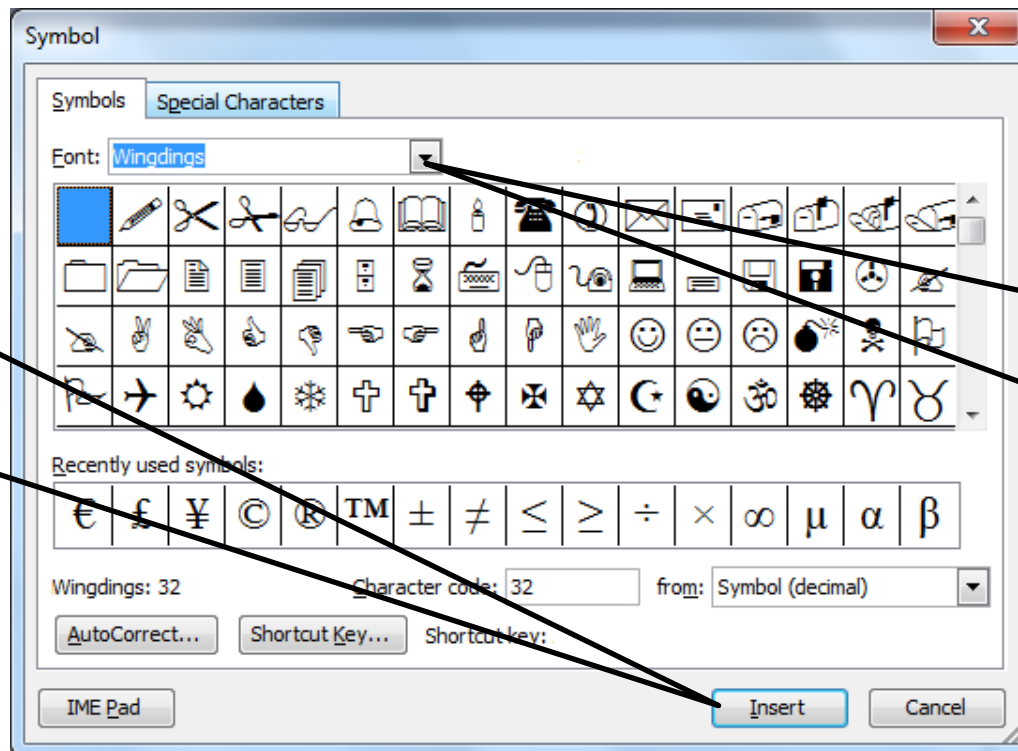 Symbol
Symbols Special Characters
Font: Wingdings
Recently used symbols:
€ £ ¥ © ® ™ ± ≠ ≤ ≥ ÷ × ∞ µ α β
Wingdings: 32 Character code: 32 from: Symbol (decimal)
AutoCorrect... Shortcut Key... Shortcut key:
IME Pad Insert Cancel